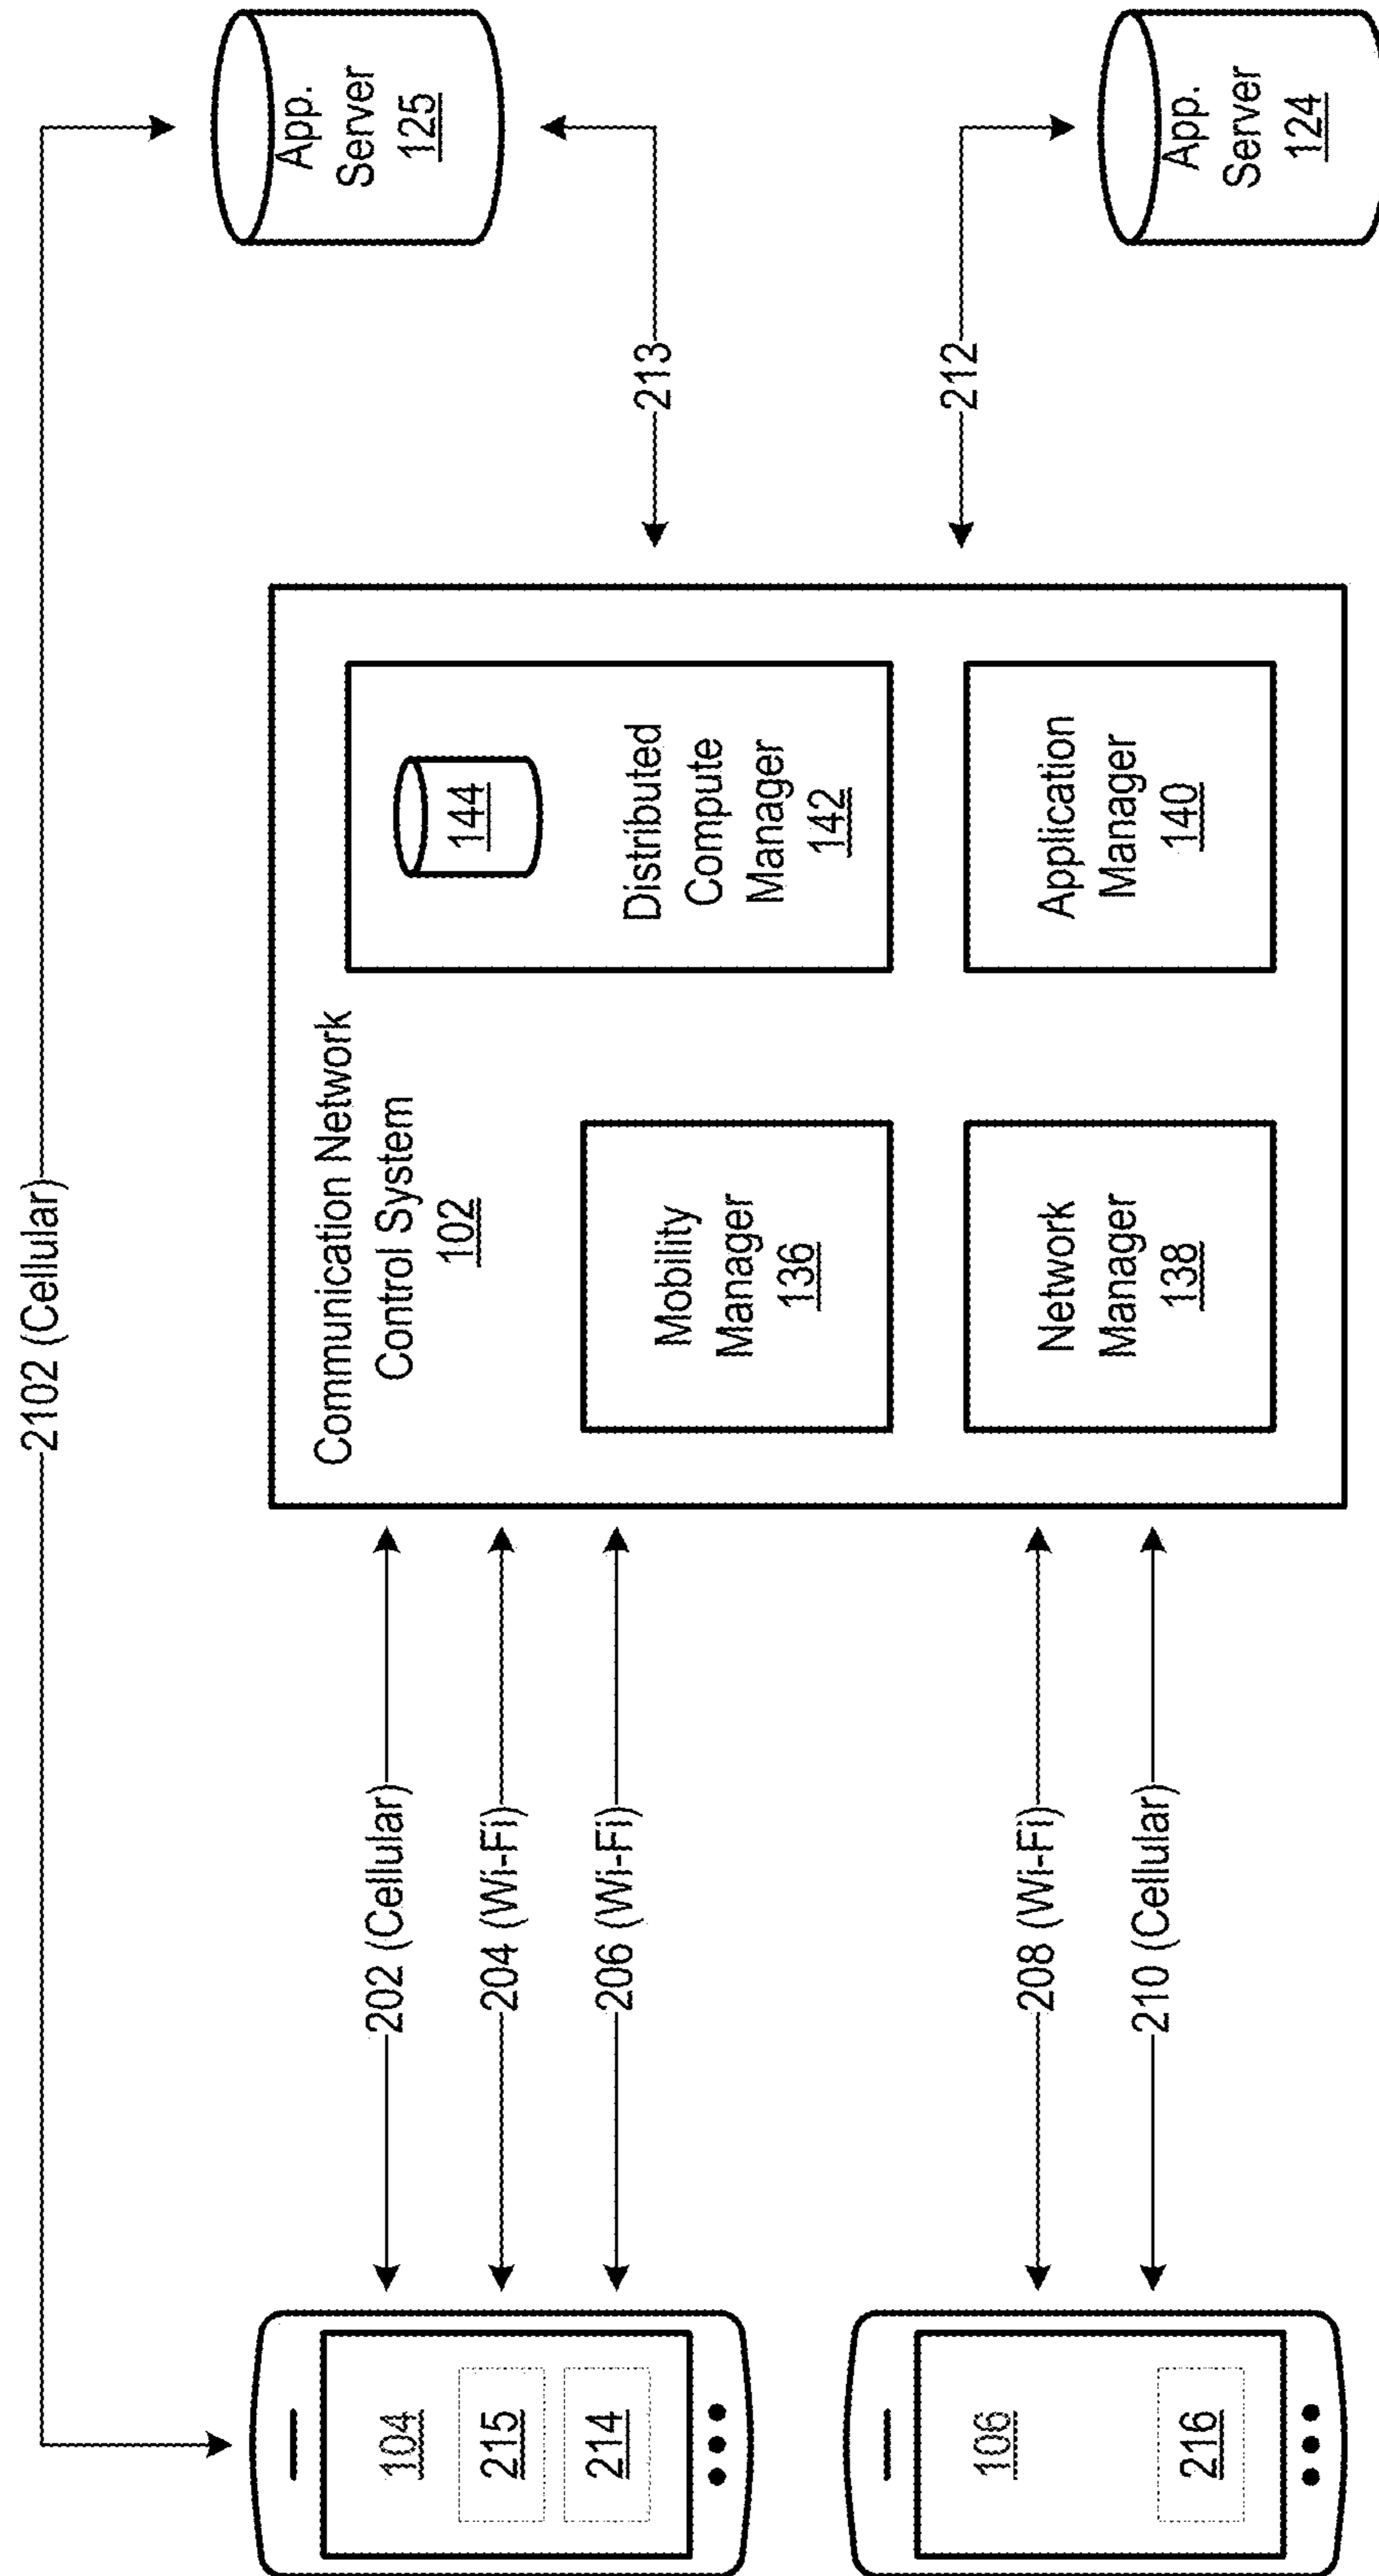 2102 (Cellular)
104
215
214
202 (Cellular)
204 (Wi-Fi)
206 (Wi-Fi)
106
216
208 (Wi-Fi)
210 (Cellular)
Communication Network
Control System
102
Mobility
Manager
136
Network
Manager
138
144
Distributed
Compute
Manager
142
Application
Manager
140
213
212
App.
Server
125
App.
Server
124